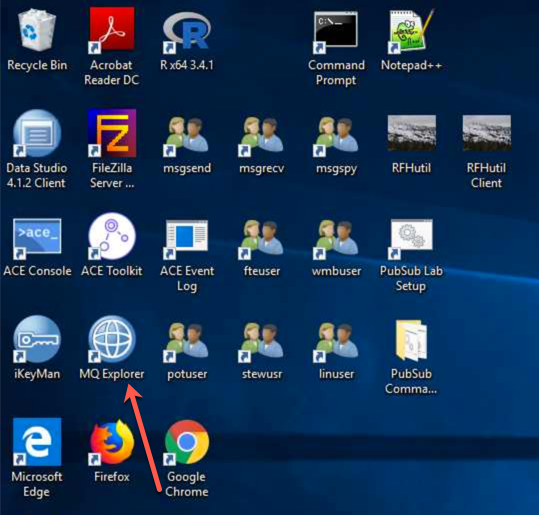 Recycle Bin
Acrobat
Reader DC
R x64 3.4.1
C:\._
Command
Prompt
Notepad++
Data Studio
4.1.2 Client
FZ
FileZilla
Server ...
msgsend
msgrecv
msgspy
RFHutil
RFHutil
Client
>ace_
ACE Console
ACE Toolkit
ACE Event
Log
fteuser
wmbuser
PubSub Lab
Setup
iKeyMan
MQ Explorer
potuser
stewusr
linuser
PubSub
Comma...
Microsoft
Edge
Firefox
Google
Chrome